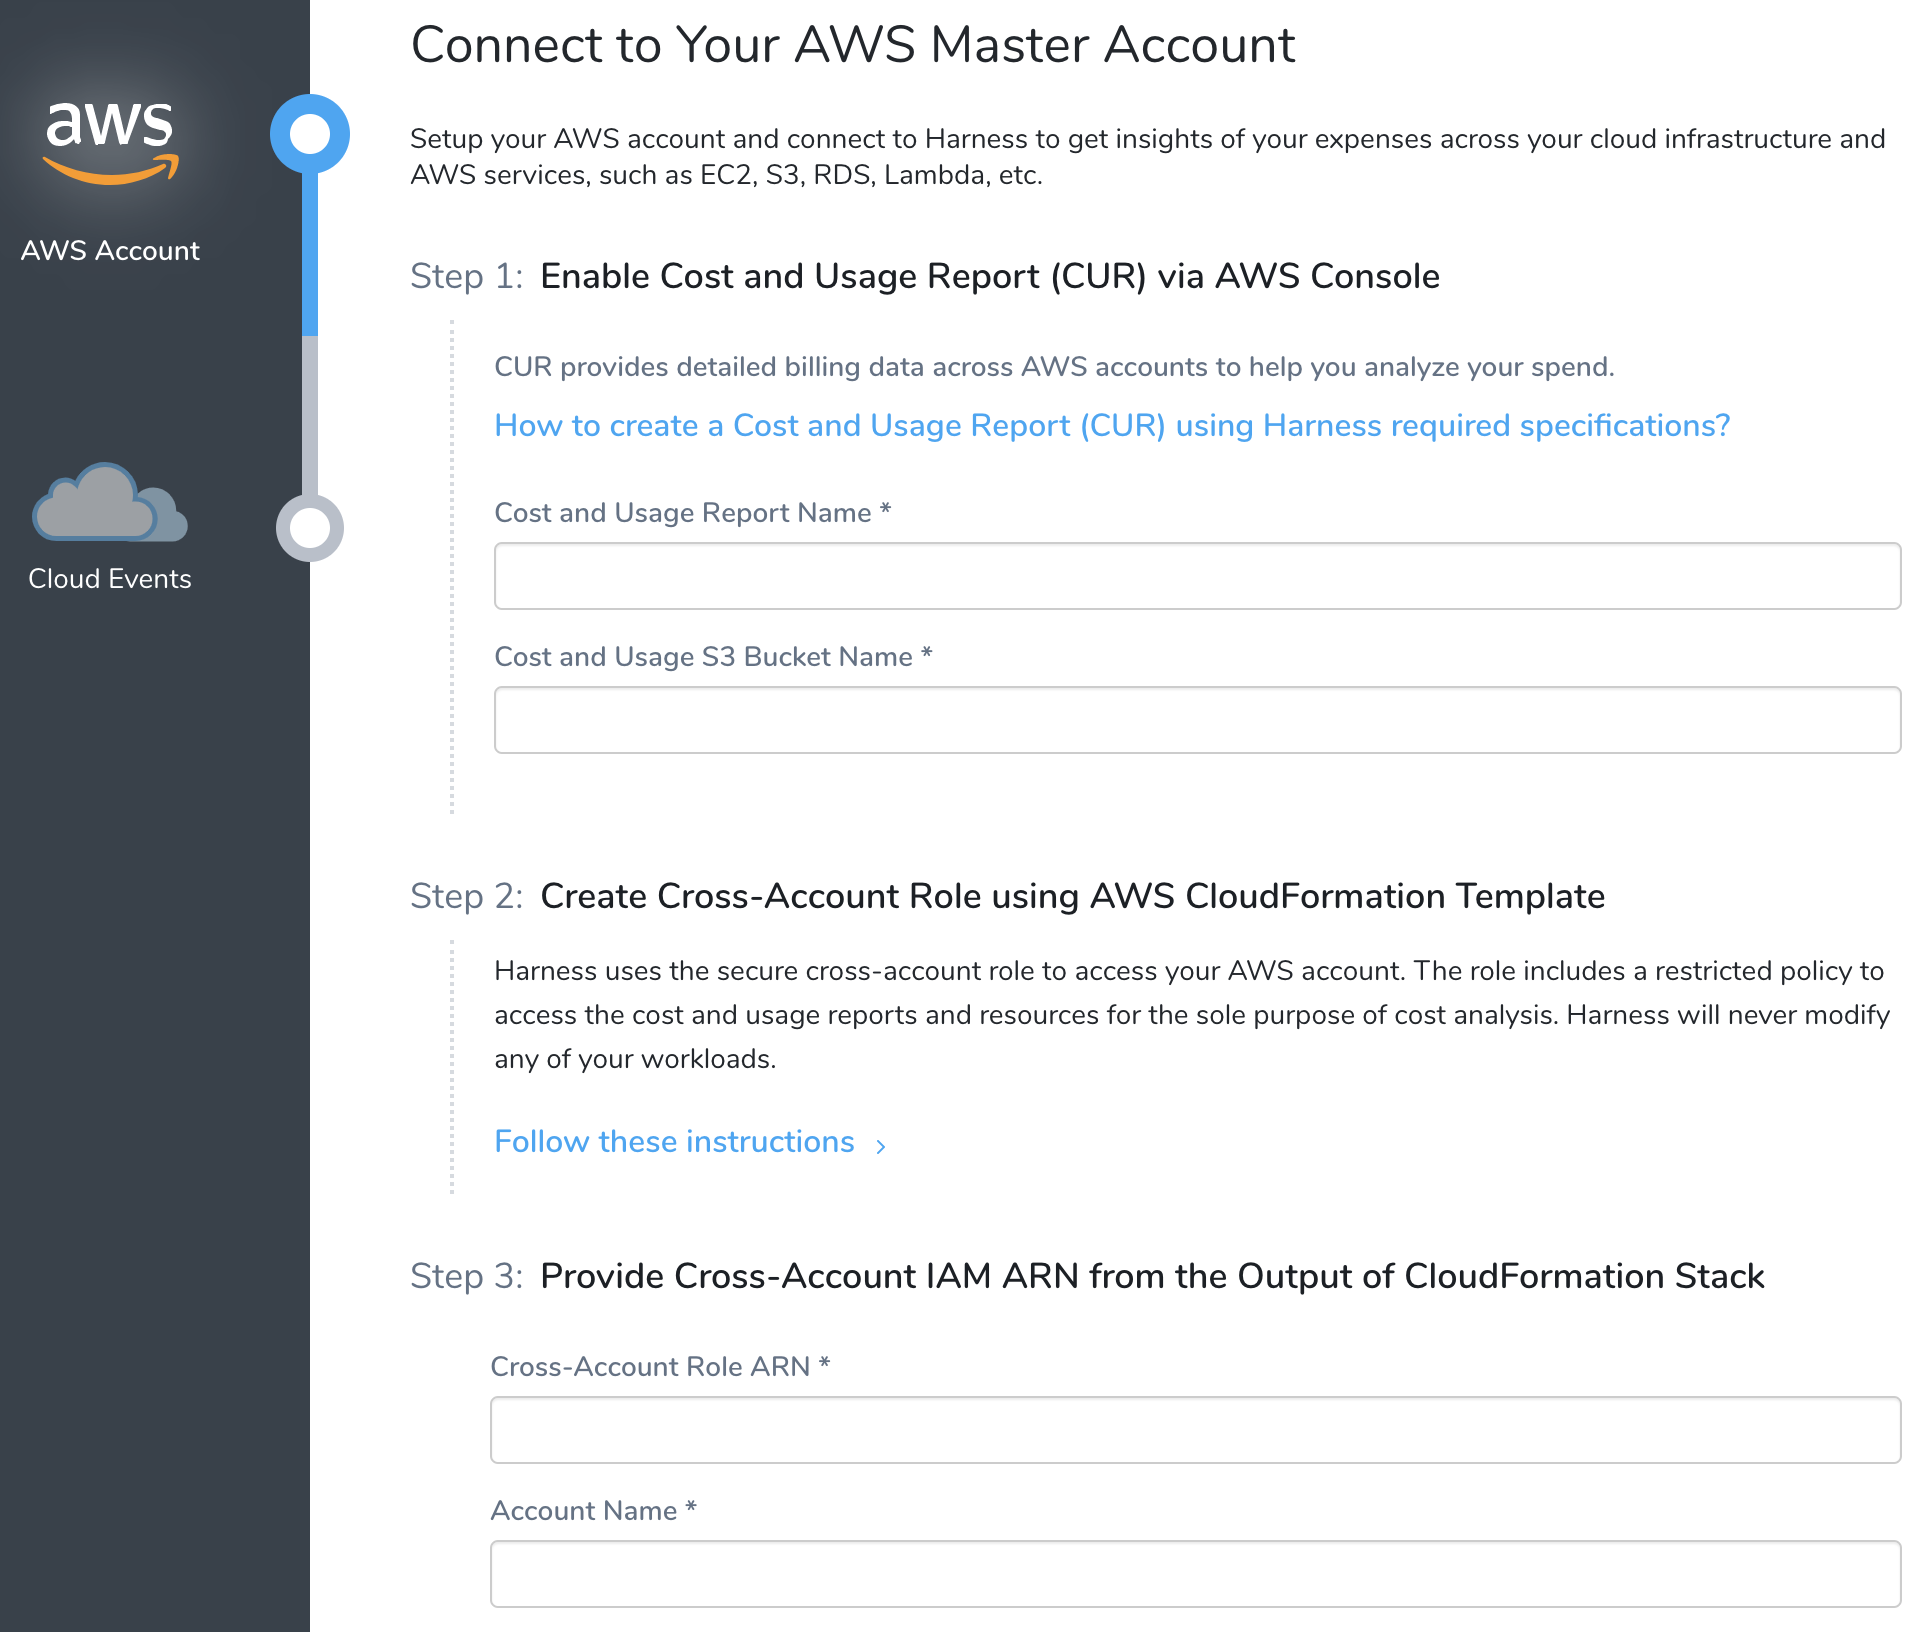 aws
AWS Account
Cloud Events
Connect to Your AWS Master Account
Setup your AWS account and connect to Harness to get insights of your expenses across your cloud infrastructure and
AWS services, such as EC2, S3, RDS, Lambda, etc.
Step 1: Enable Cost and Usage Report (CUR) via AWS Console
CUR provides detailed billing data across AWS accounts to help you analyze your spend.
How to create a Cost and Usage Report (CUR) using Harness required specifications?
Cost and Usage Report Name *
Cost and Usage S3 Bucket Name *
Step 2: Create Cross-Account Role using AWS CloudFormation Template
Harness uses the secure cross-account role to access your AWS account. The role includes a restricted policy to
access the cost and usage reports and resources for the sole purpose of cost analysis. Harness will never modify
any of your workloads.
Follow these instructions >
Step 3: Provide Cross-Account IAM ARN from the Output of CloudFormation Stack
Cross-Account Role ARN *
Account Name *